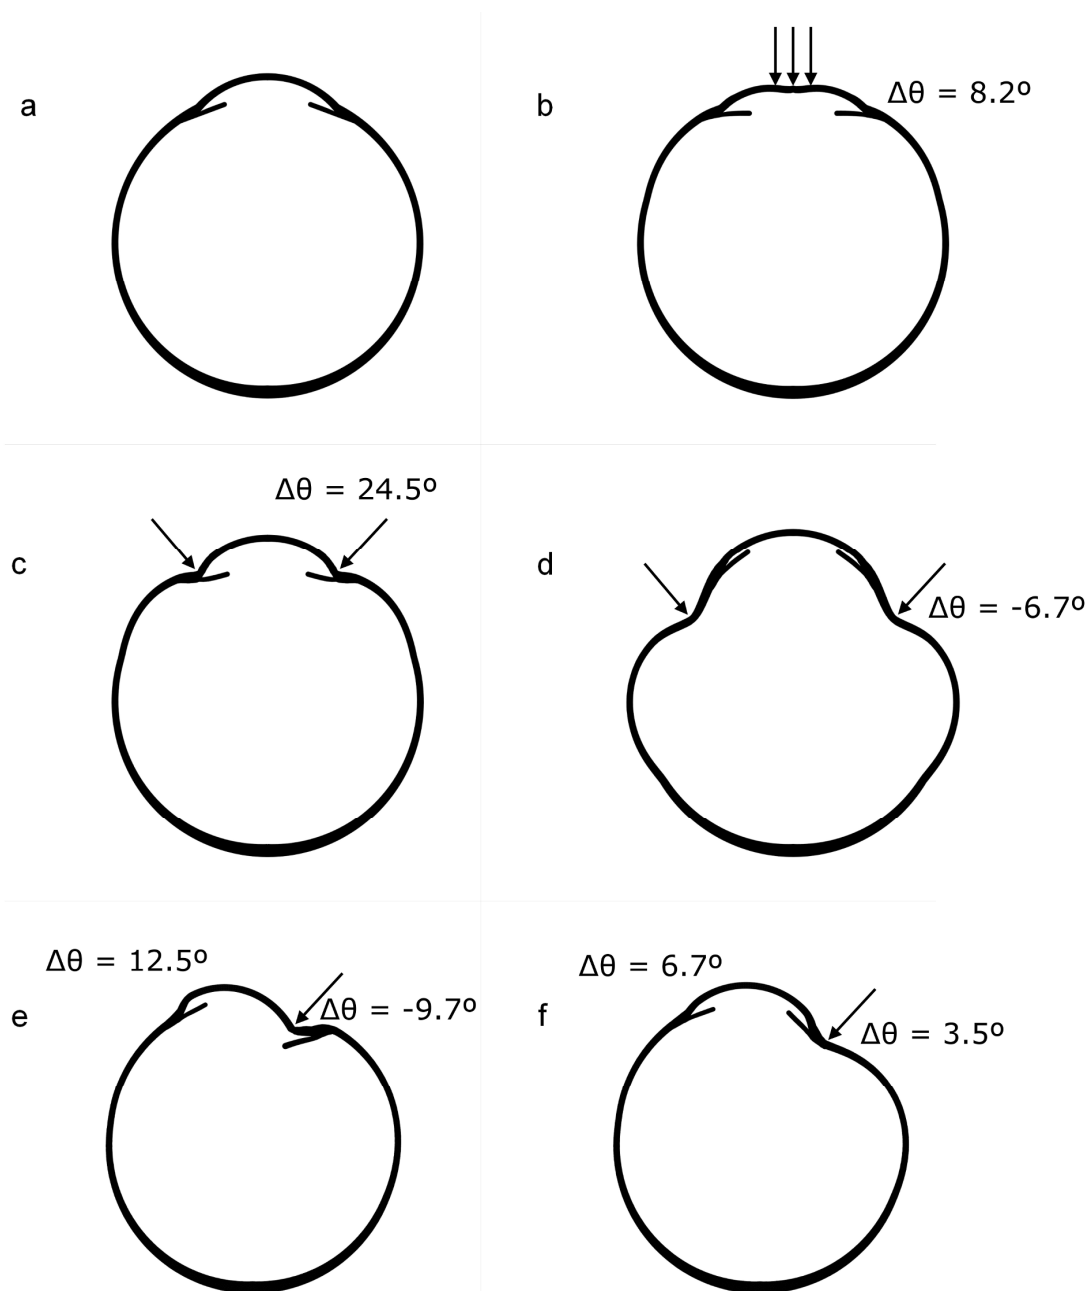 a
b
Δθ = 8.2º
c
Δθ = 24.5º
d
Δθ = -6.7º
e
Δθ = 12.5º
Δθ = -9.7º
f
Δθ = 6.7º
Δθ = 3.5º